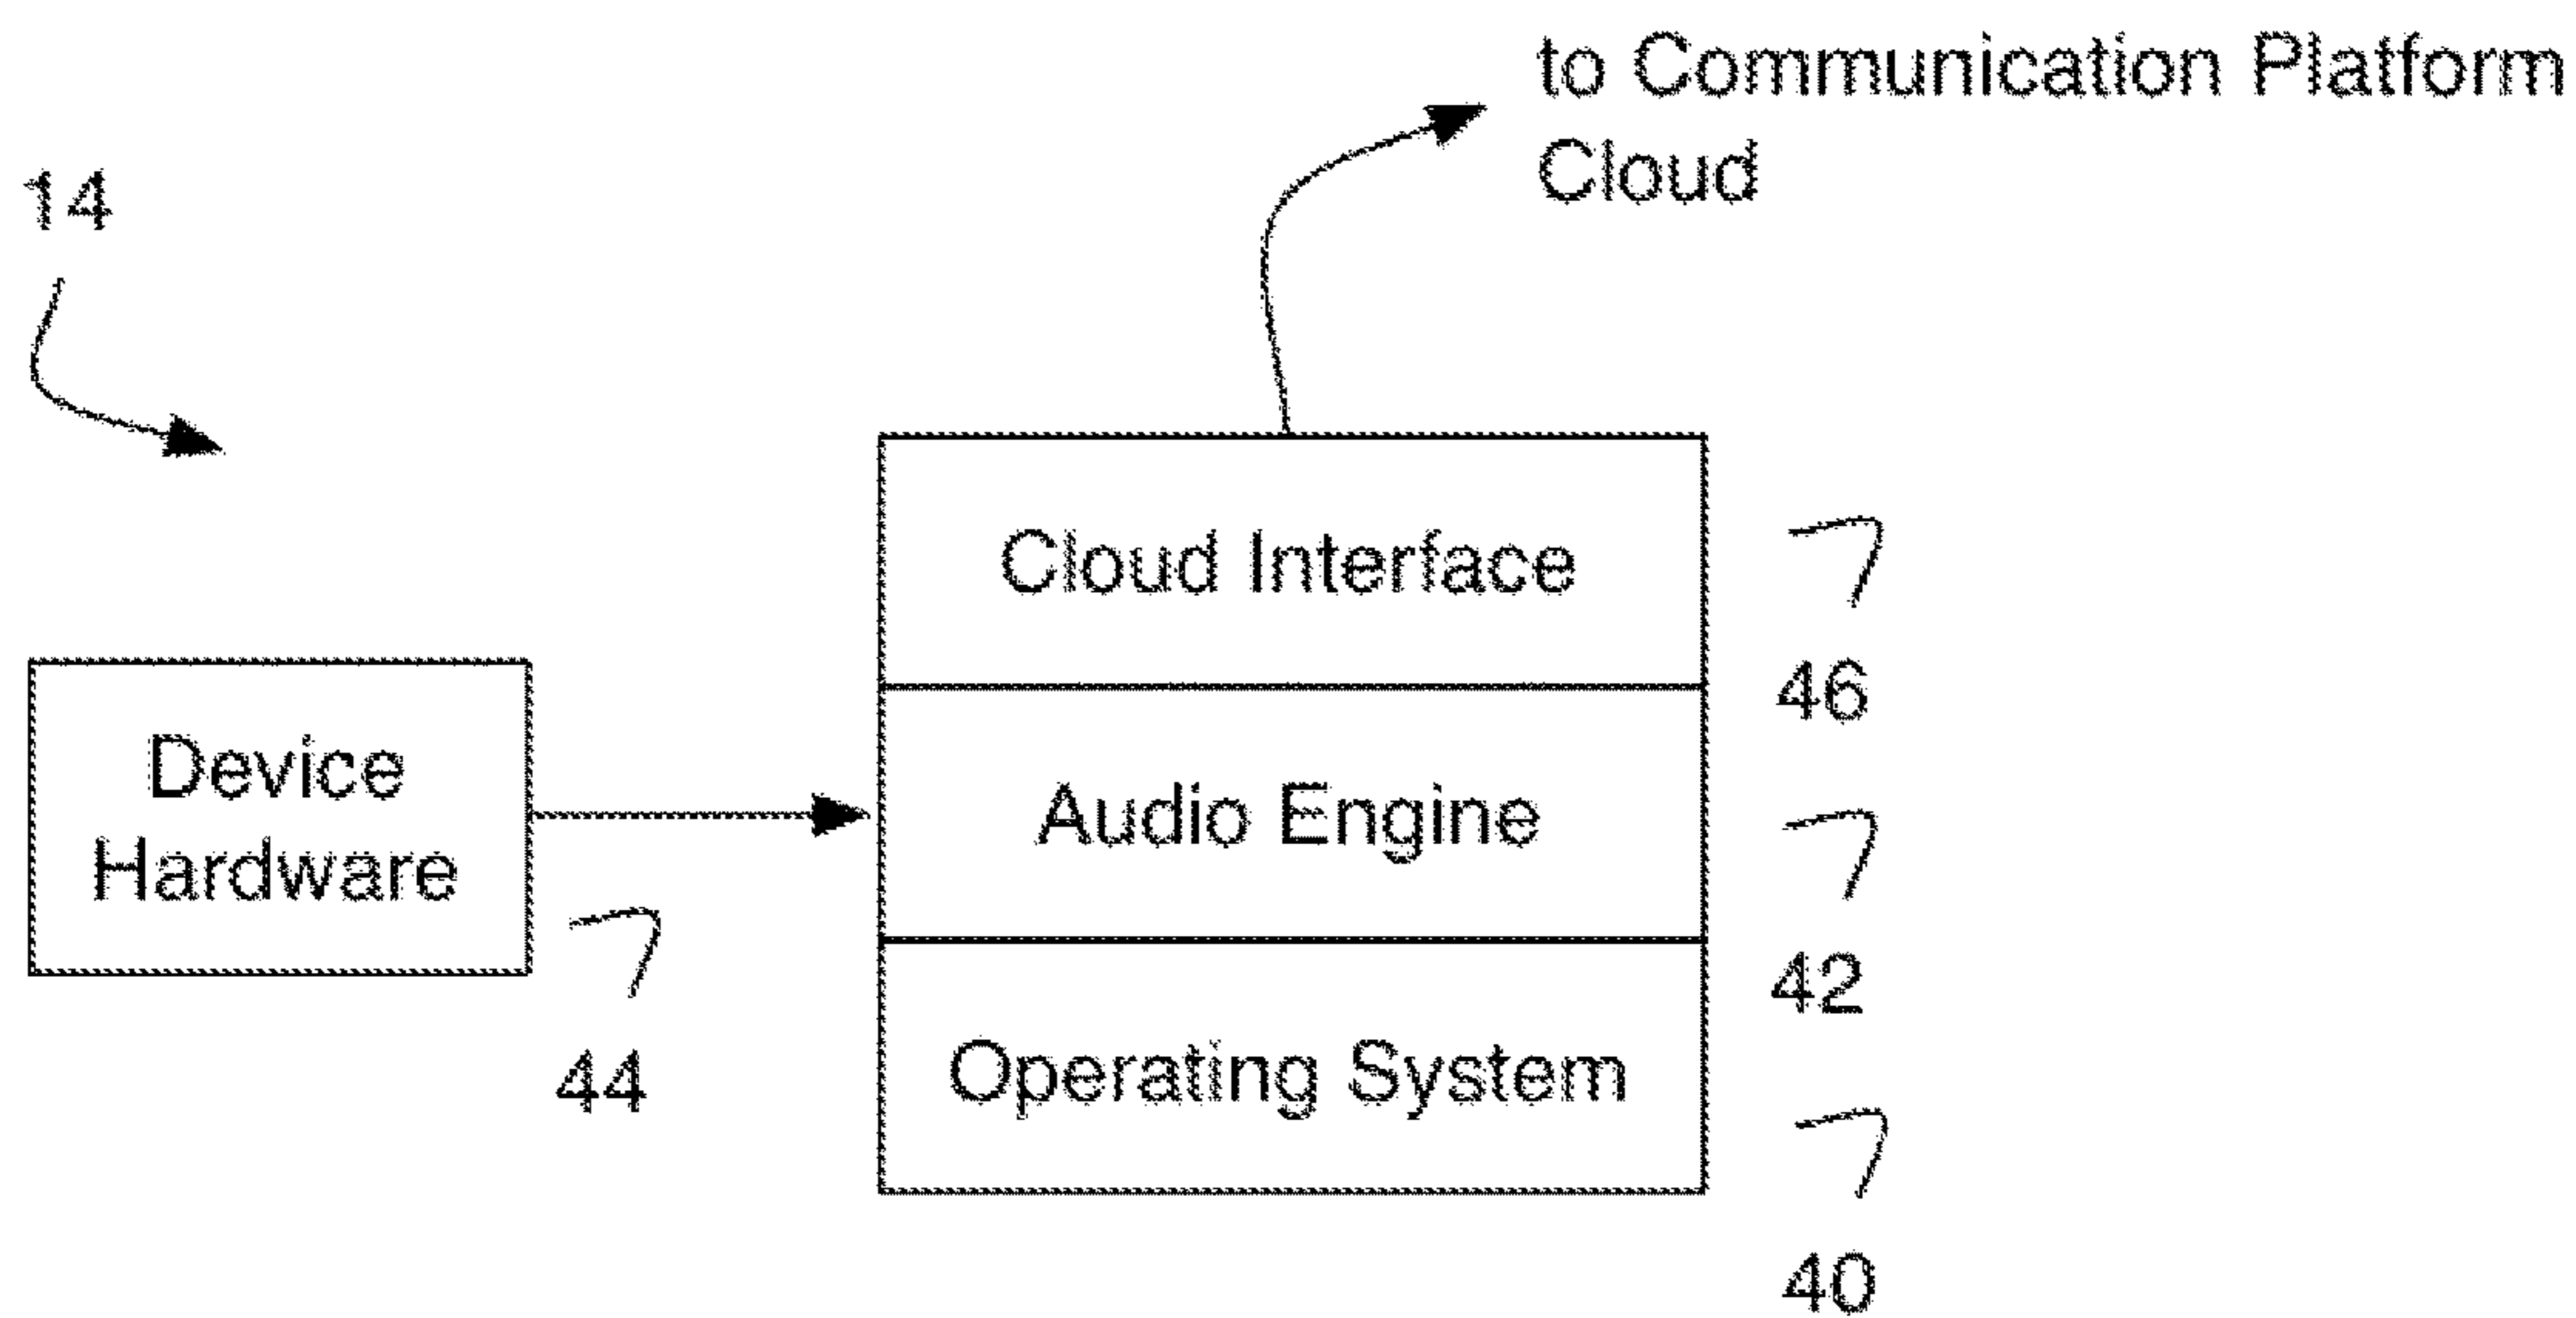 to Communication Platform
Cloud
14
Cloud Interface
46
Device
Hardware
Audio Engine
42
44
Operating System
40